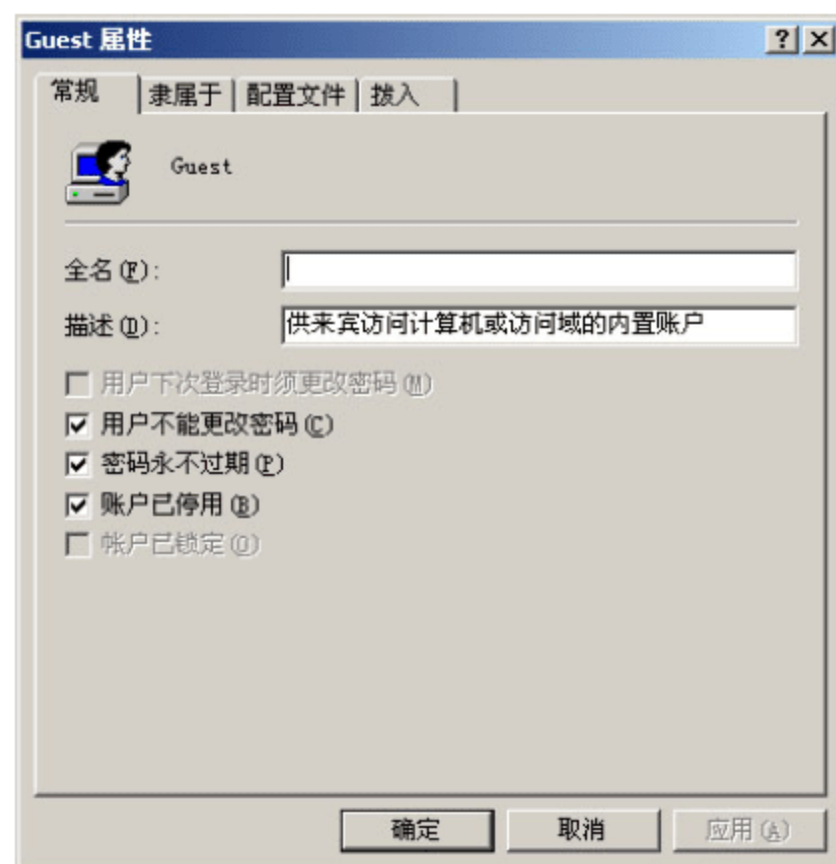 Guest 属性
常规 隶属于 配置文件 拨入
Guest
全名(F):
描述(D): 供来宾访问计算机或访问域的内置账户
用户下次登录时须更改密码(M)
用户不能更改密码(C)
密码永不过期(P)
账户已停用(B)
帐户已锁定(O)
确定 取消 应用(A)